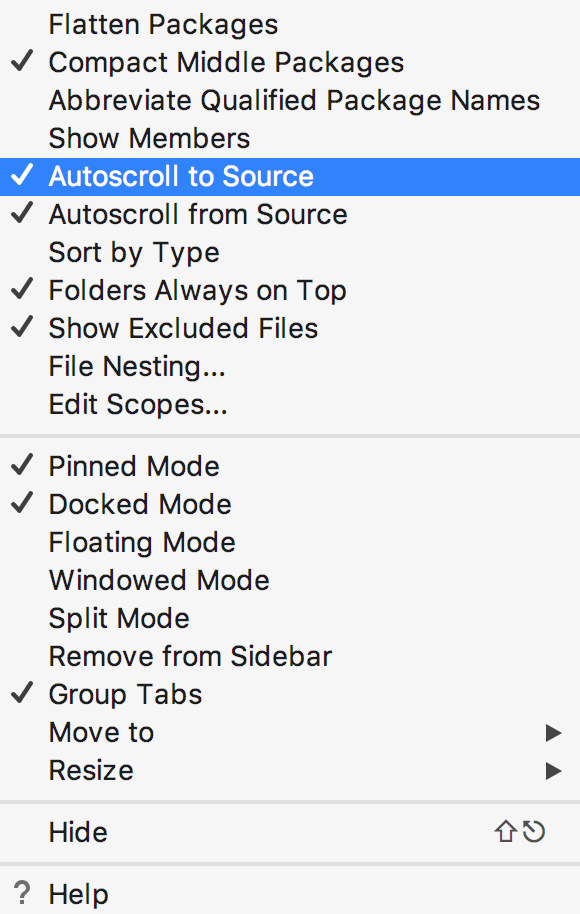 Flatten Packages
✓ Compact Middle Packages
Abbreviate Qualified Package Names
Show Members
✓ Autoscroll to Source
✓ Autoscroll from Source
Sort by Type
✓ Folders Always on Top
✓ Show Excluded Files
File Nesting...
Edit Scopes...
✓ Pinned Mode
✓ Docked Mode
Floating Mode
Windowed Mode
Split Mode
Remove from Sidebar
✓ Group Tabs
Move to ▶
Resize ▶
Hide ⇧⎋
? Help